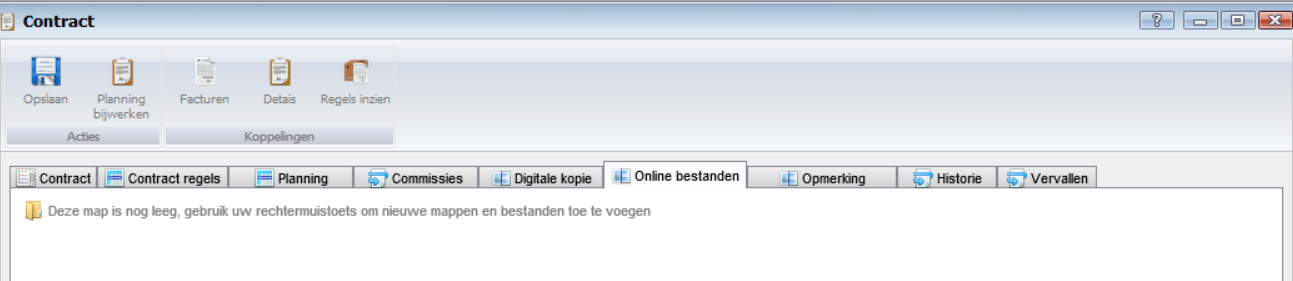 Contract
?
Opslaan
Planning
bijwerken
Facturen
Detais
Regels inzien
Acties
Koppelingen
Contract
Contract regels
Planning
Commissies
Digitale kopie
Online bestanden
Opmerking
Historie
Vervallen
Deze map is nog leeg, gebruik uw rechtermuistoets om nieuwe mappen en bestanden toe te voegen